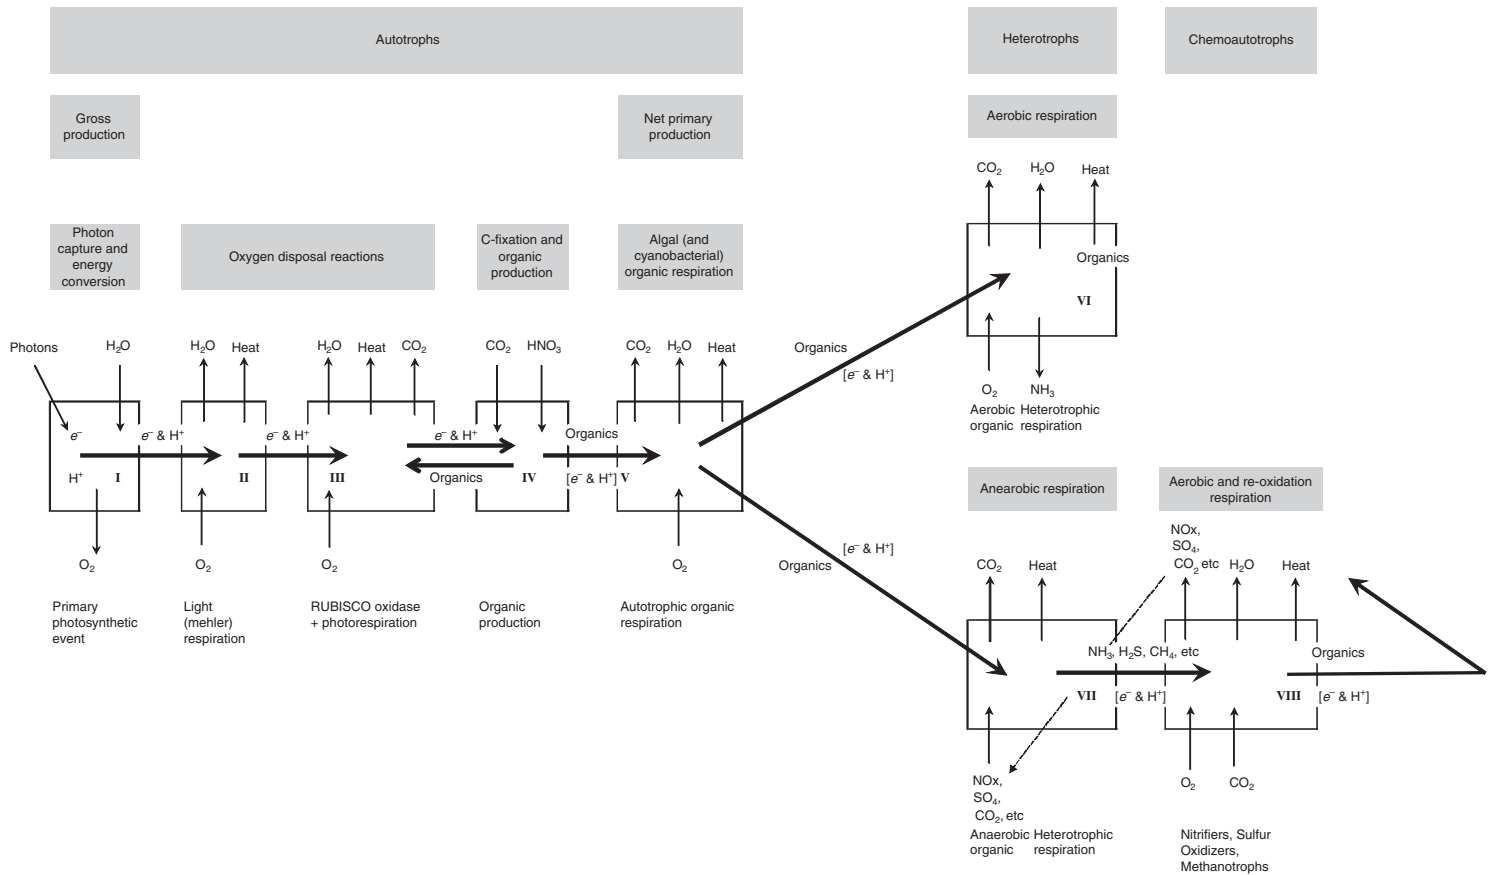 Autotrophs
Heterotrophs
Chemoautotrophs
Gross
production
Net primary
production
Aerobic respiration
CO₂ H₂O Heat
Photon
capture and
energy
conversion
Oxygen disposal reactions
C-fixation and
organic
production
Algal (and
cyanobacterial)
organic respiration
Organics
VI
Photons H₂O
H₂O Heat
H₂O Heat CO₂
CO₂ HNO₃
CO₂ H₂O Heat
Organics
[e⁻ & H⁺]
O₂ NH₃
Aerobic Heterotrophic
organic respiration
e⁻
e⁻ & H⁺
e⁻ & H⁺
e⁻ & H⁺
Organics
H⁺ I
II
III
Organics
IV
[e⁻ & H⁺] V
Anearobic respiration
Aerobic and re-oxidation
respiration
O₂
O₂
O₂
O₂
[e⁻ & H⁺]
Organics
NOx,
SO₄,
CO₂ etc H₂O Heat
CO₂ Heat
Primary
photosynthetic
event
Light
(mehler)
respiration
RUBISCO oxidase
+ photorespiration
Organic
production
Autotrophic organic
respiration
NH₃, H₂S, CH₄, etc
Organics
VII [e⁻ & H⁺]
VIII [e⁻ & H⁺]
NOx,
SO₄,
CO₂, etc
O₂ CO₂
Anaerobic Heterotrophic
organic respiration
Nitrifiers, Sulfur
Oxidizers,
Methanotrophs